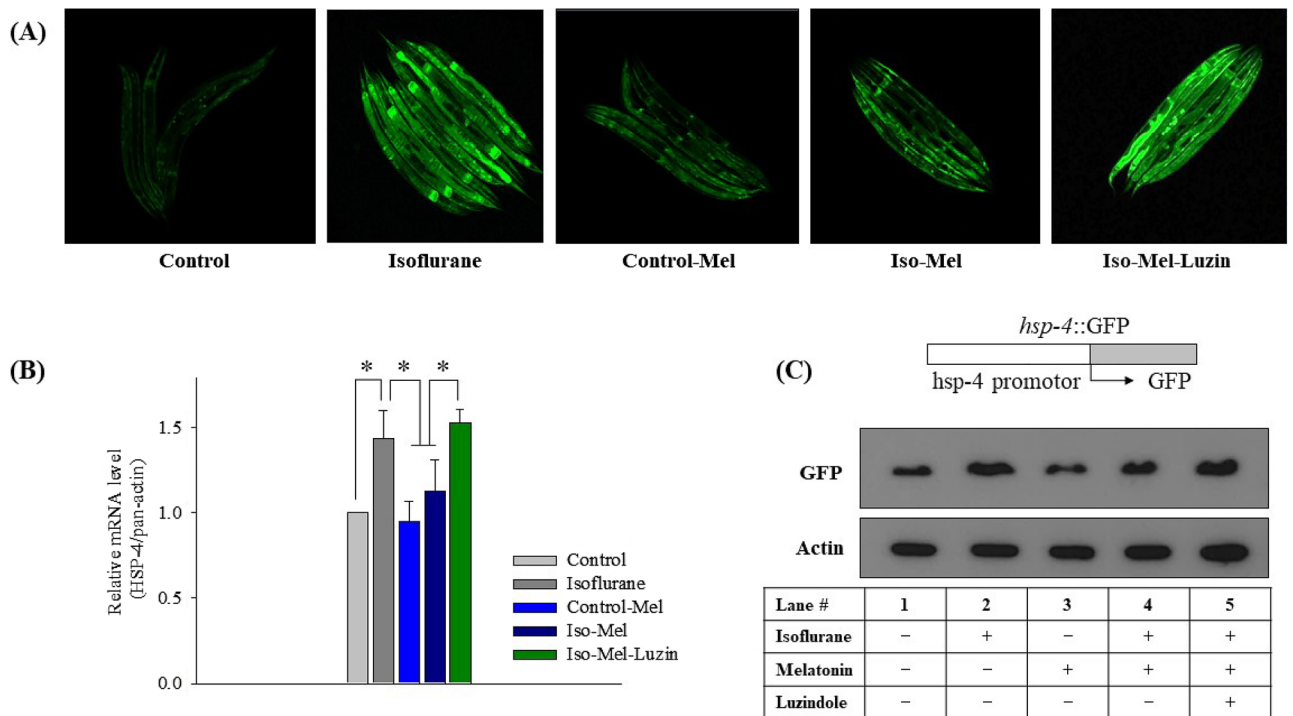 (A)
Control
Isoflurane
Control-Mel
Iso-Mel
Iso-Mel-Luzin
(B)
Relative mRNA level
(HSP-4/pan-actin)
1.5
1.0
0.5
0.0
* * *
Control
Isoflurane
Control-Mel
Iso-Mel
Iso-Mel-Luzin
(C)
hsp-4::GFP
hsp-4 promotor GFP
GFP
Actin
Lane # 1 2 3 4 5
Isoflurane − + − + +
Melatonin − − + + +
Luzindole − − − − +